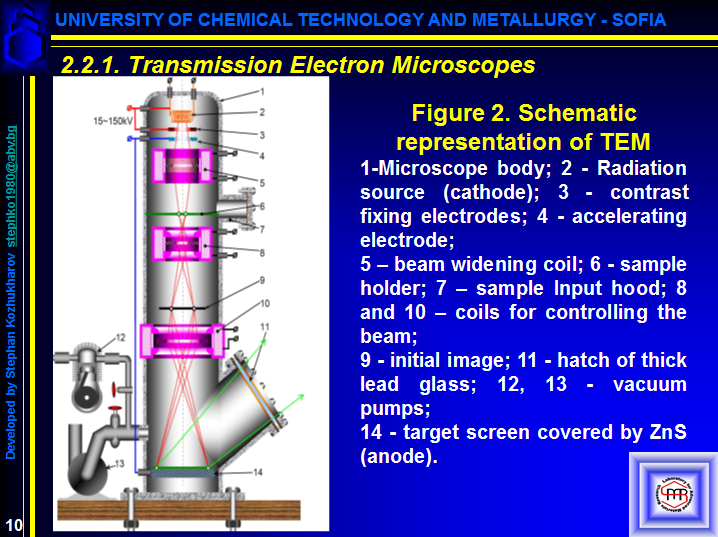 UNIVERSITY OF CHEMICAL TECHNOLOGY AND METALLURGY - SOFIA
2.2.1. Transmission Electron Microscopes
Developed by Stephan Kozhukharov stephko1980@abv.bg
15~150kV
1
2
3
4
5
6
7
8
9
10
11
12
13
14
Figure 2. Schematic
representation of TEM
1-Microscope body; 2 - Radiation
source (cathode); 3 - contrast
fixing electrodes; 4 - accelerating
electrode;
5 – beam widening coil; 6 - sample
holder; 7 – sample Input hood; 8
and 10 – coils for controlling the
beam;
9 - initial image; 11 - hatch of thick
lead glass; 12, 13 - vacuum
pumps;
14 - target screen covered by ZnS
(anode).
10